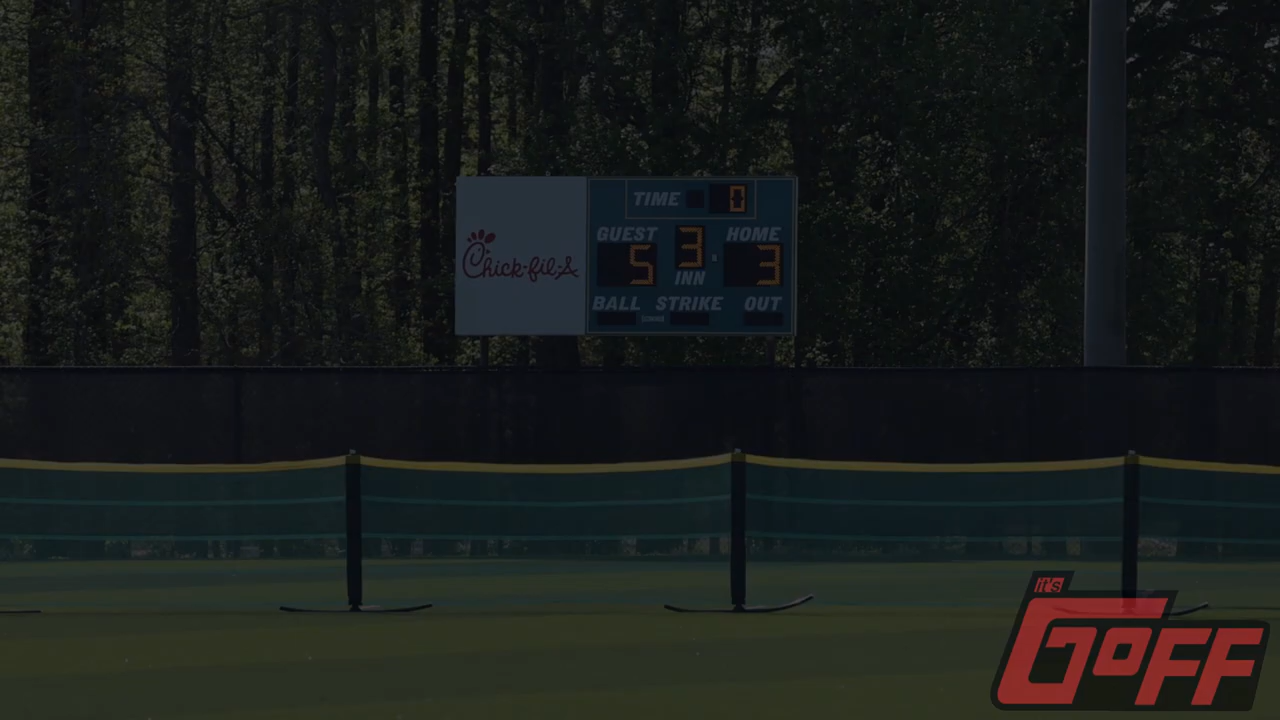 TIME 0
GUEST 3 HOME
5 3
INN
BALL STRIKE OUT
Chick-fil-A
it's
GOFF